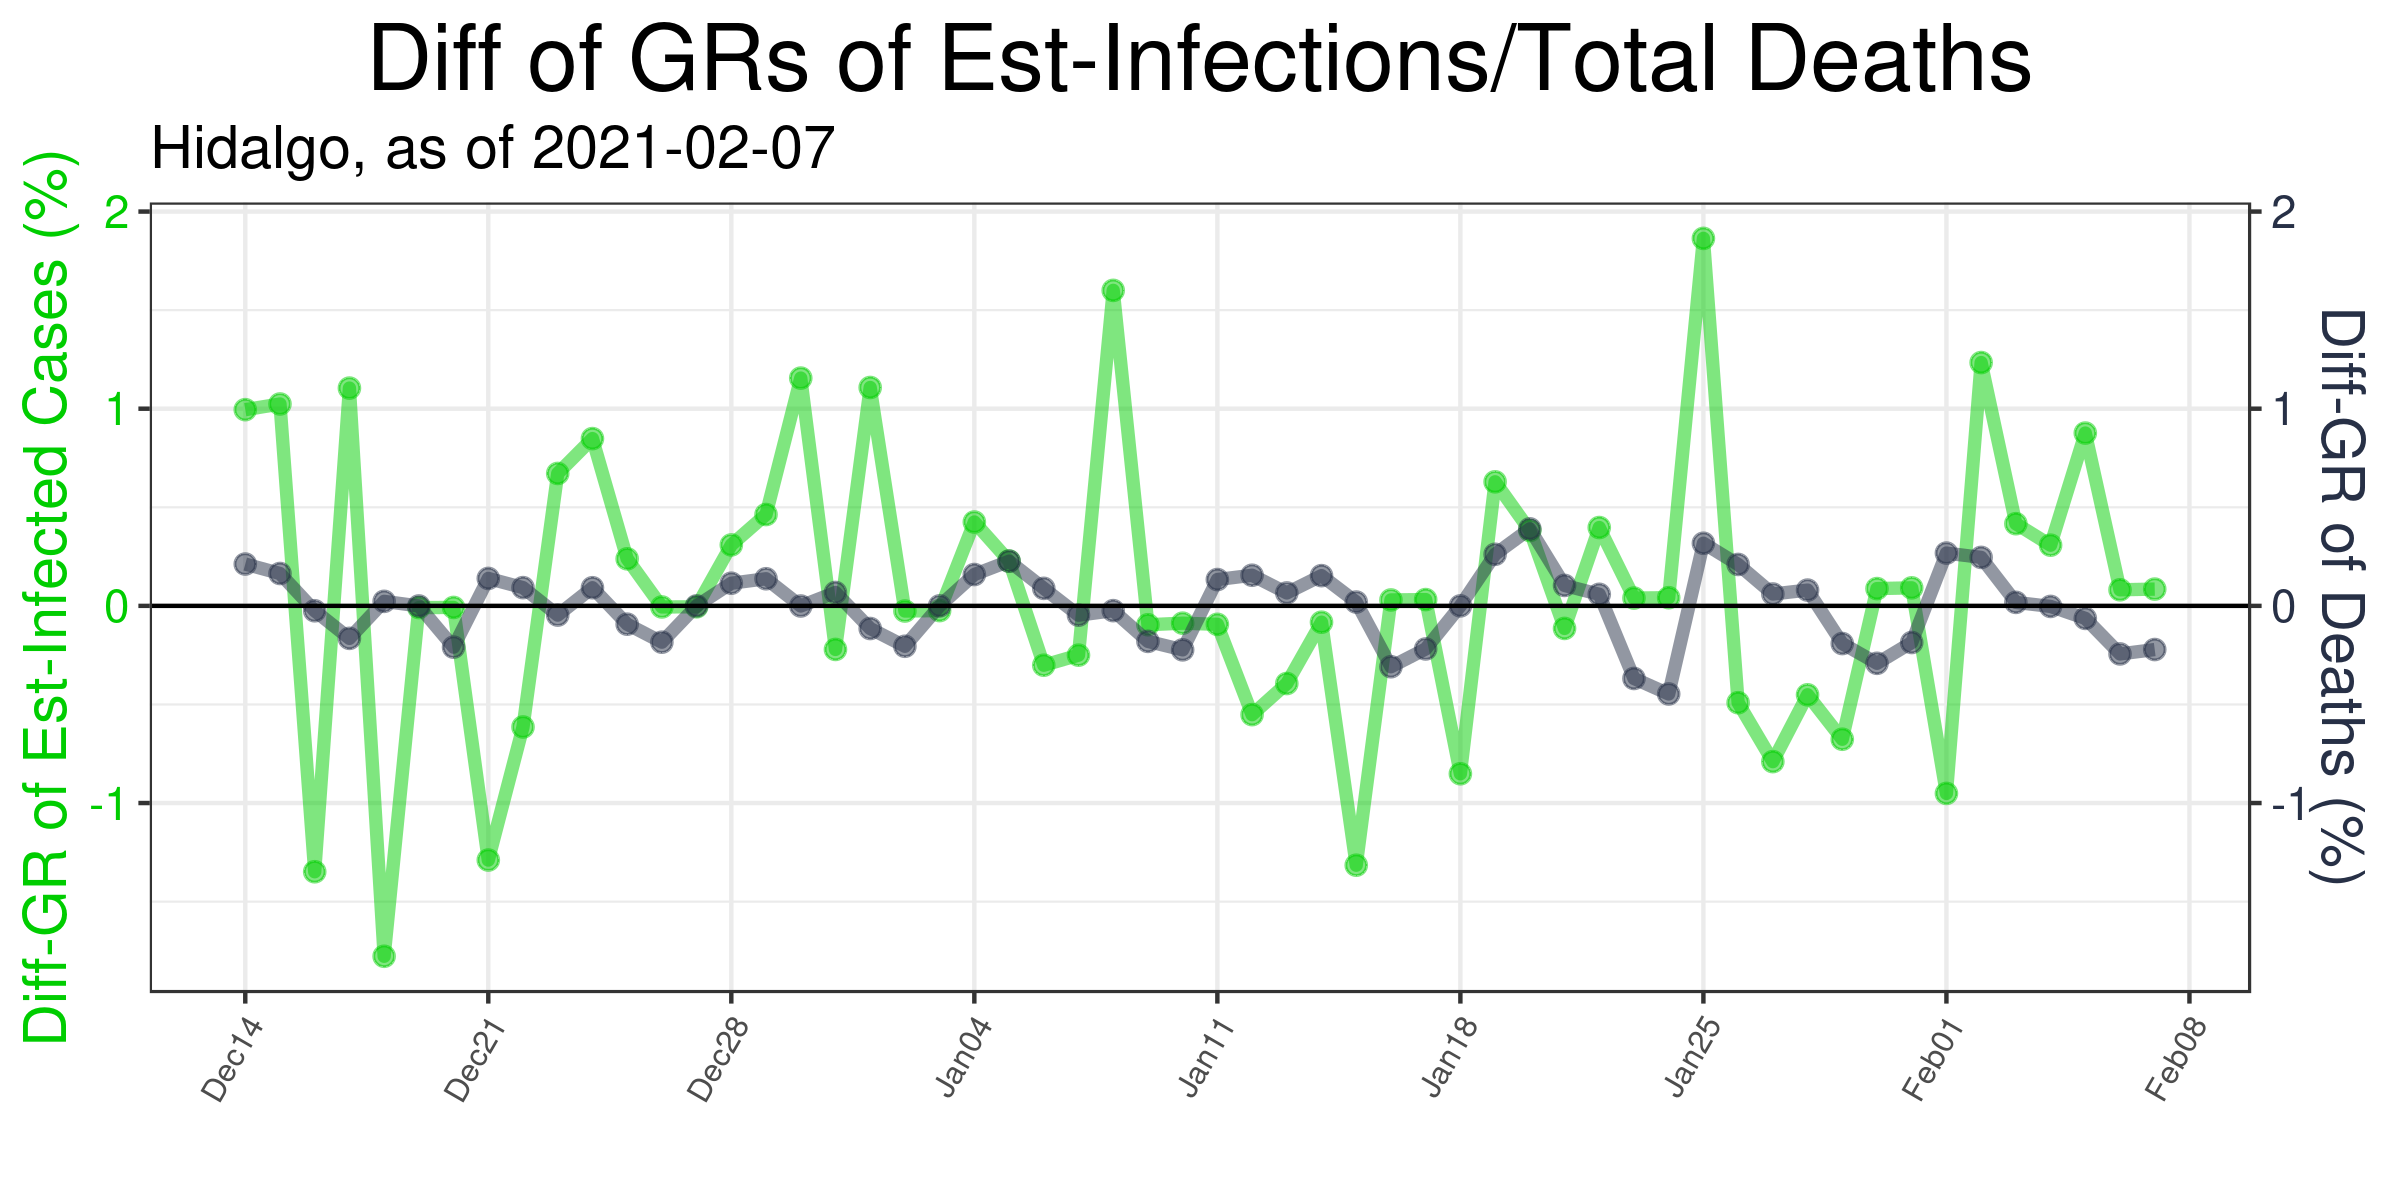 Diff of GRs of Est-Infections/Total Deaths
Hidalgo, as of 2021-02-07
Diff-GR of Est-Infected Cases (%)
2
1
0
-1
2
1
0
-1
Diff-GR of Deaths (%)
Dec14
Dec21
Dec28
Jan04
Jan11
Jan18
Jan25
Feb01
Feb08